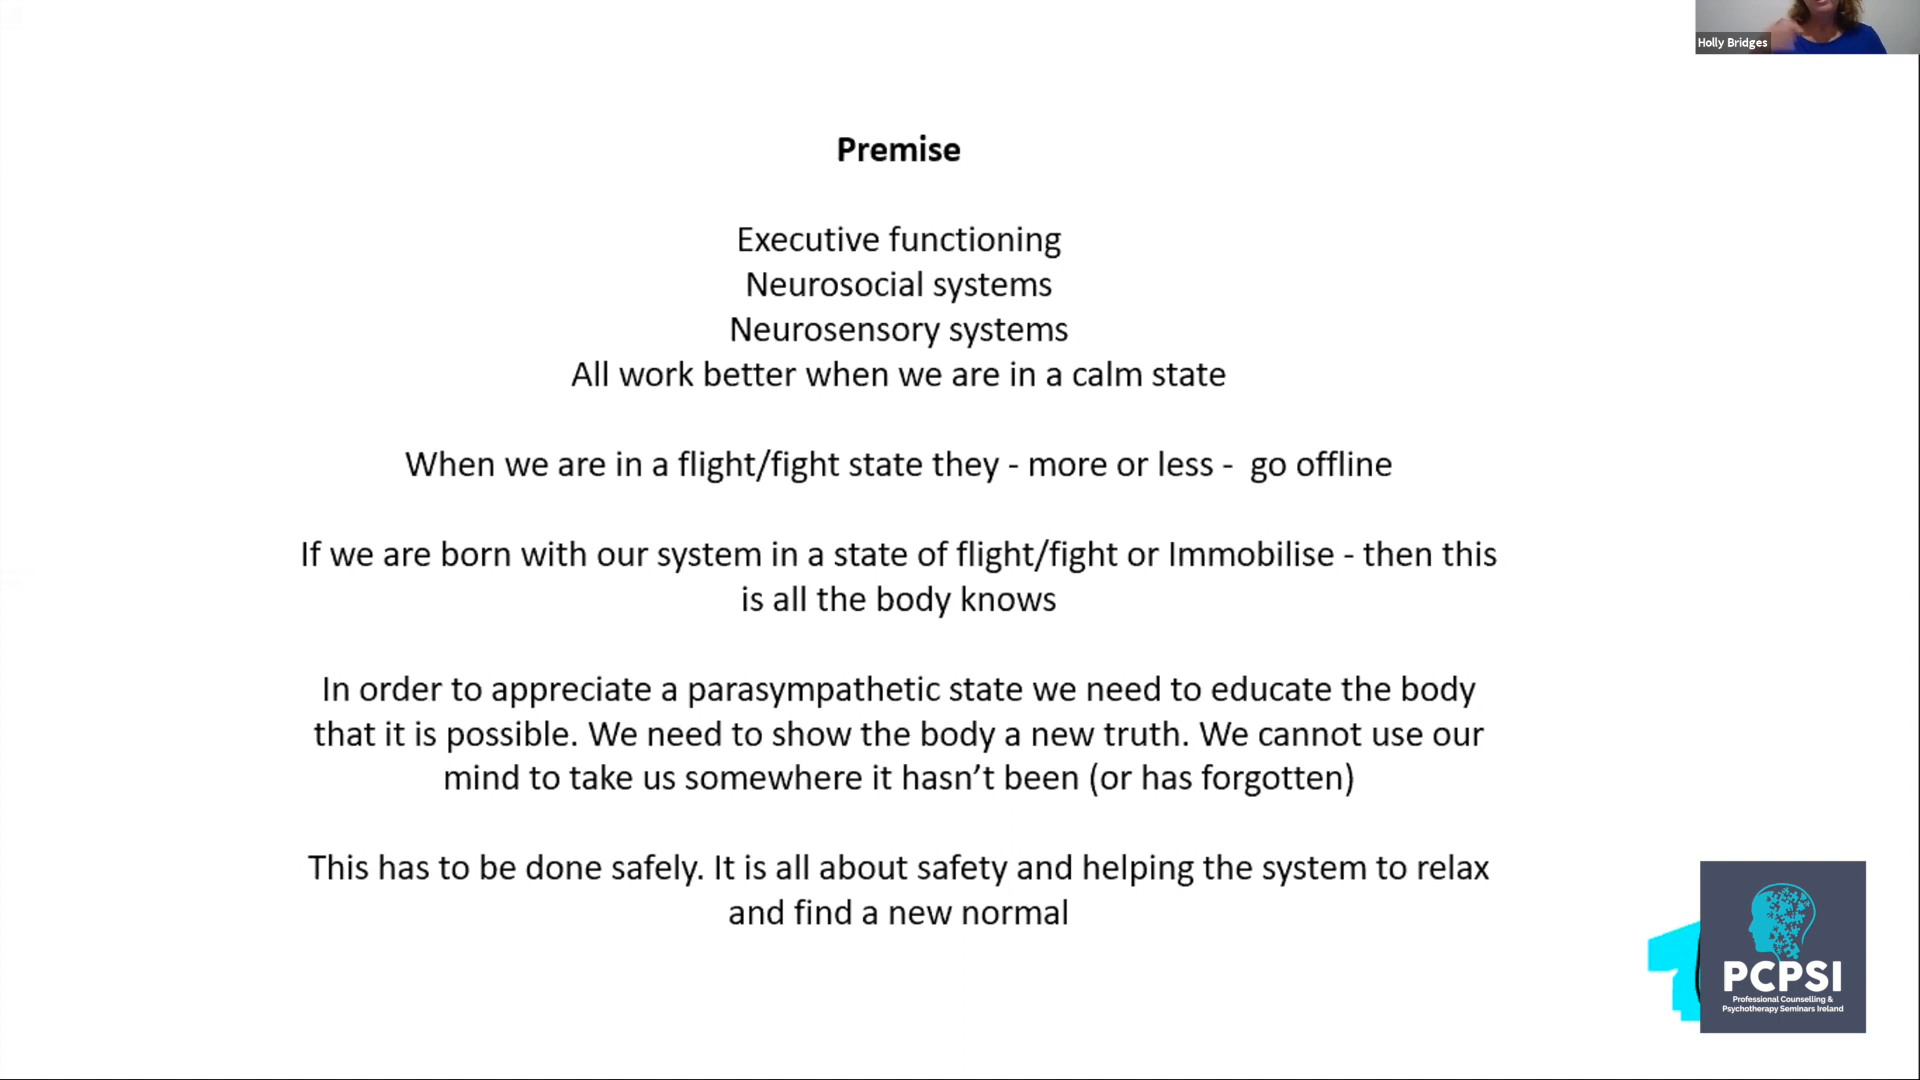 Holly Bridges
Premise
Executive functioning
Neurosocial systems
Neurosensory systems
All work better when we are in a calm state
When we are in a flight/fight state they - more or less -  go offline
If we are born with our system in a state of flight/fight or Immobilise - then this
is all the body knows
In order to appreciate a parasympathetic state we need to educate the body
that it is possible. We need to show the body a new truth. We cannot use our
mind to take us somewhere it hasn’t been (or has forgotten)
This has to be done safely. It is all about safety and helping the system to relax
and find a new normal
PCPSI
Professional Counselling &
Psychotherapy Seminars Ireland